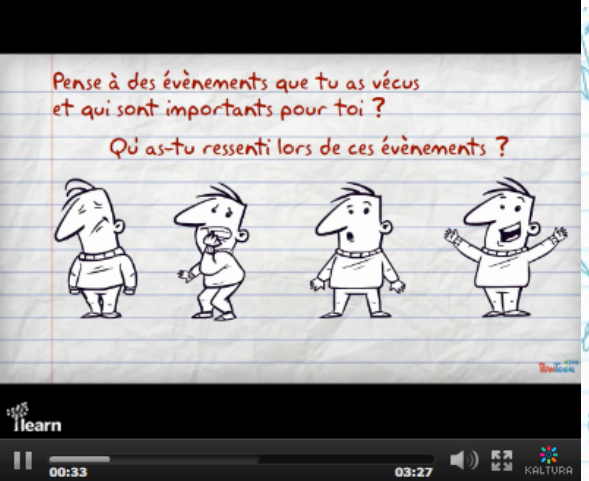 Pense à des évènements que tu as vécus
et qui sont importants pour toi ?
Qu'as-tu ressenti lors de ces évènements ?
PowToon
learn
00:33
03:27
KALTURA